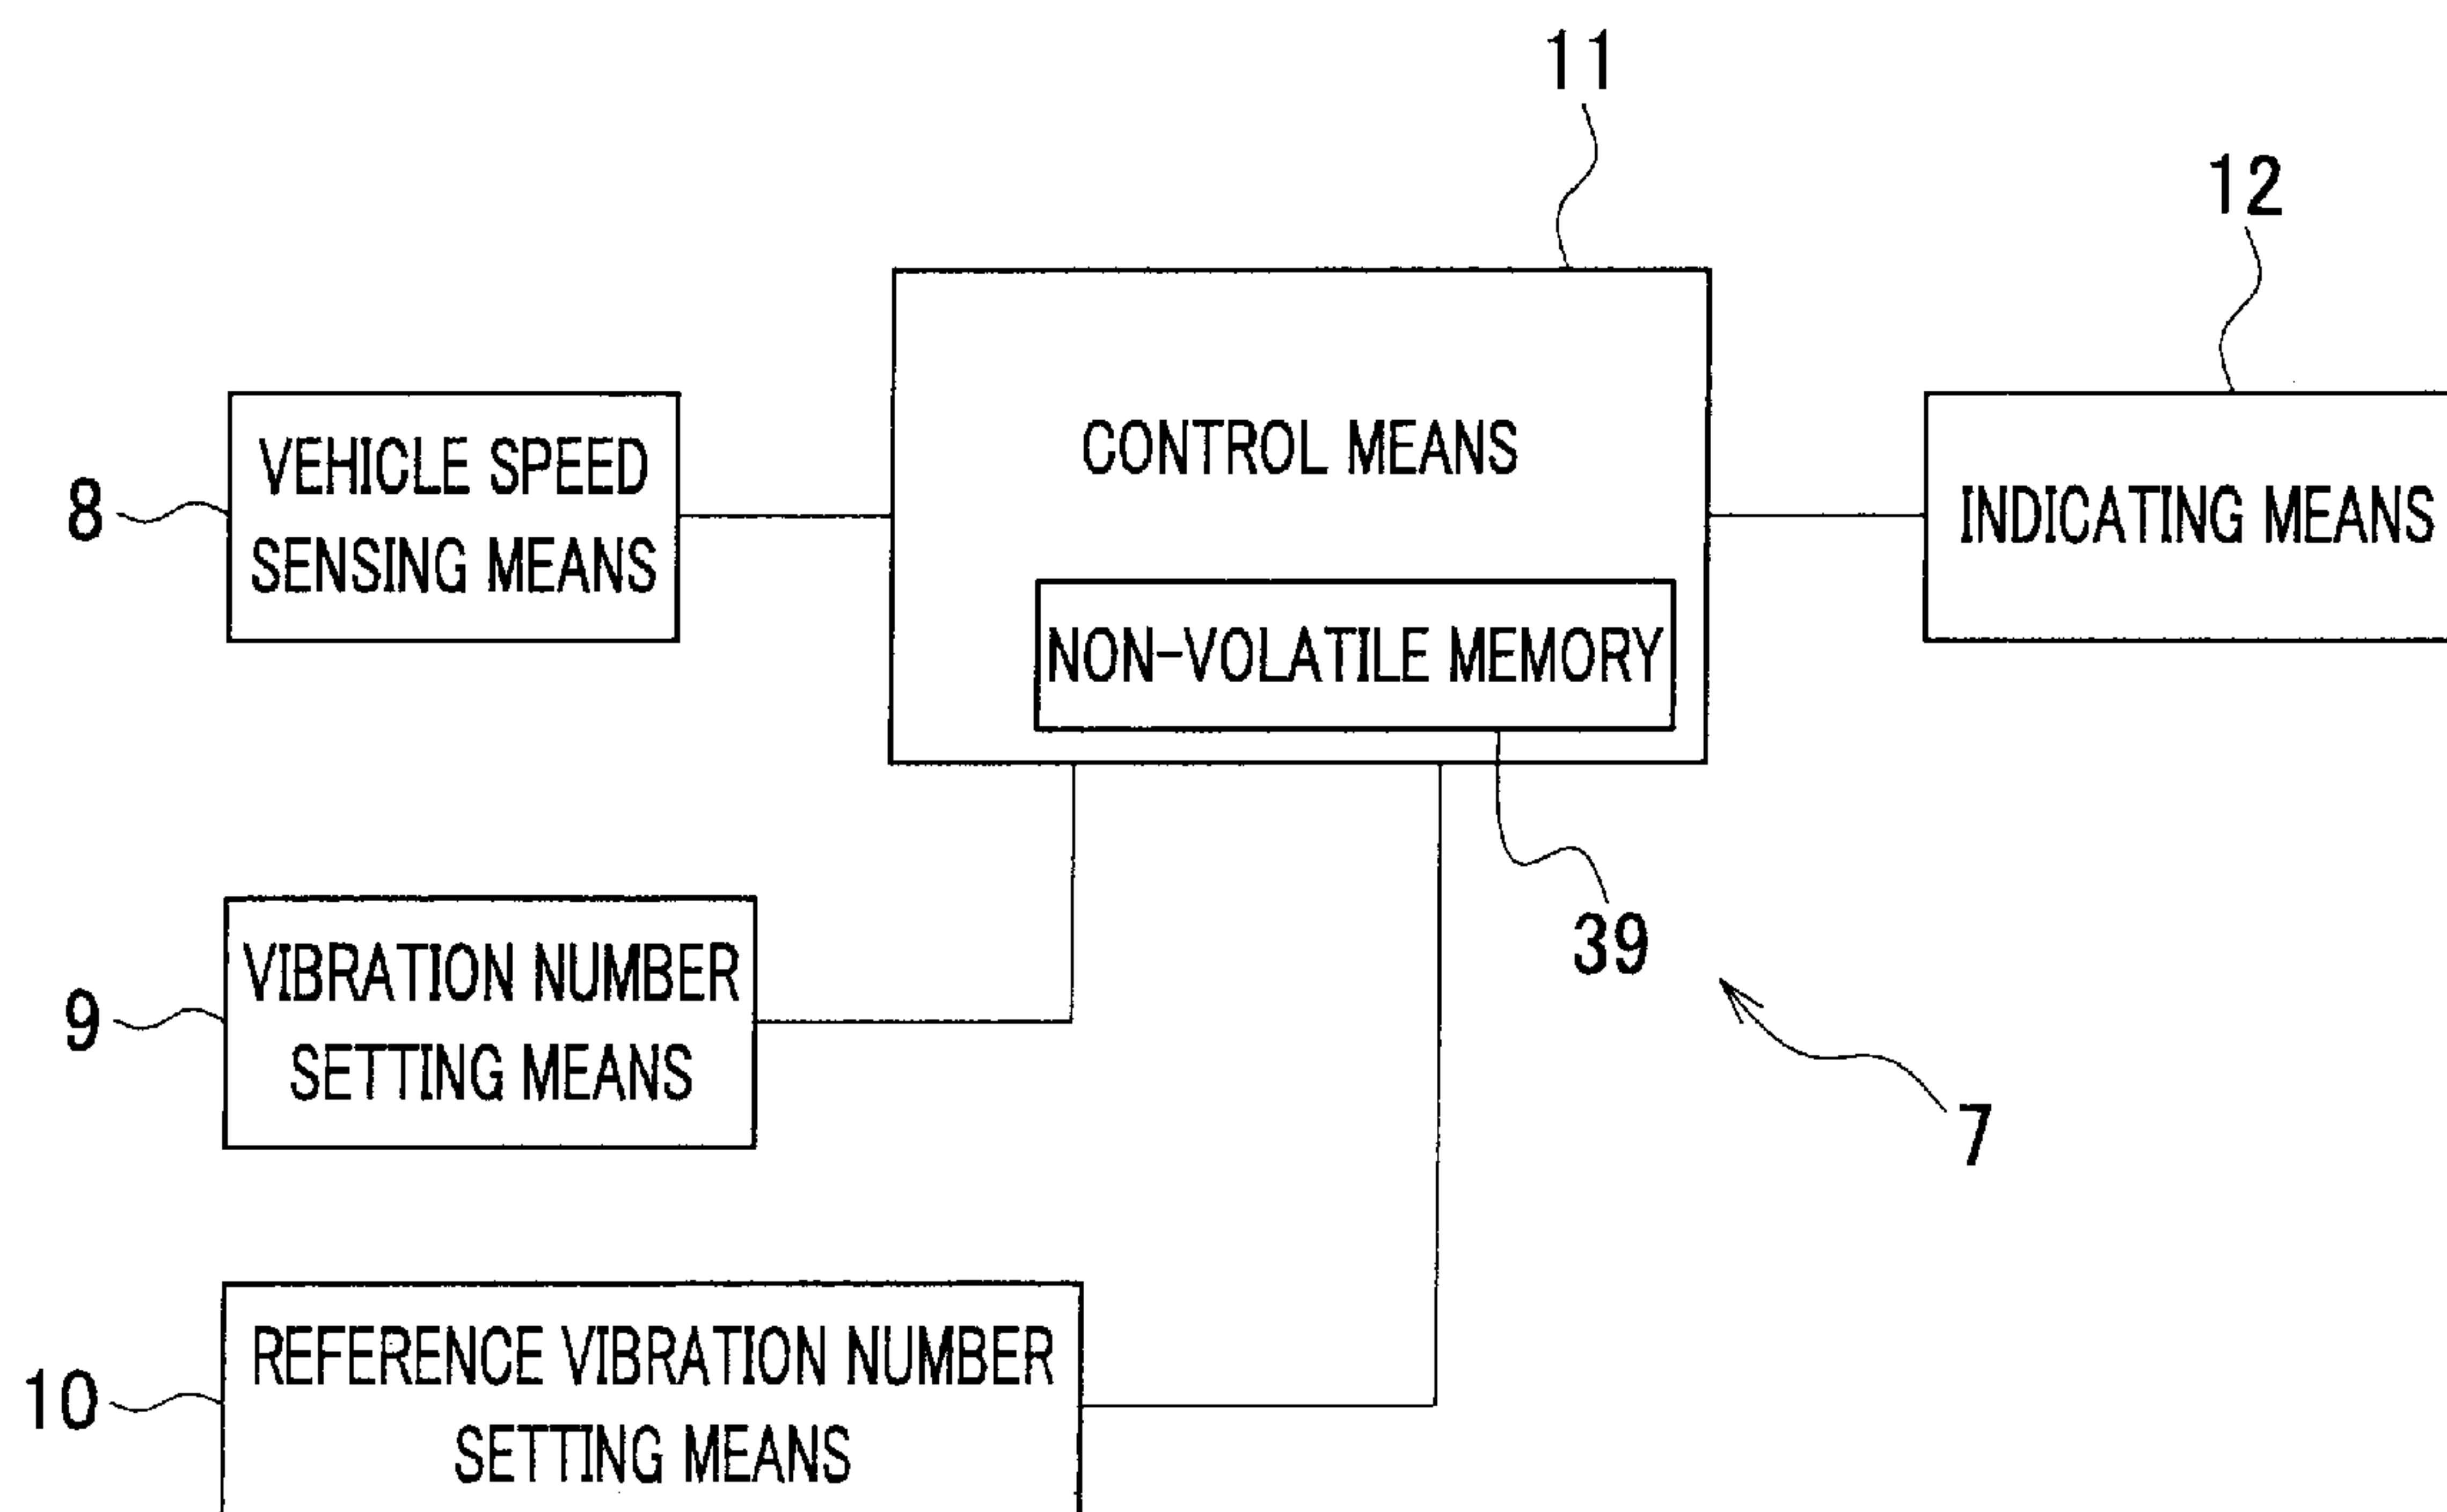 11
12
CONTROL MEANS
8
VEHICLE SPEED
SENSING MEANS
INDICATING MEANS
NON-VOLATILE MEMORY
39
9
VIBRATION NUMBER
SETTING MEANS
7
10
REFERENCE VIBRATION NUMBER
SETTING MEANS